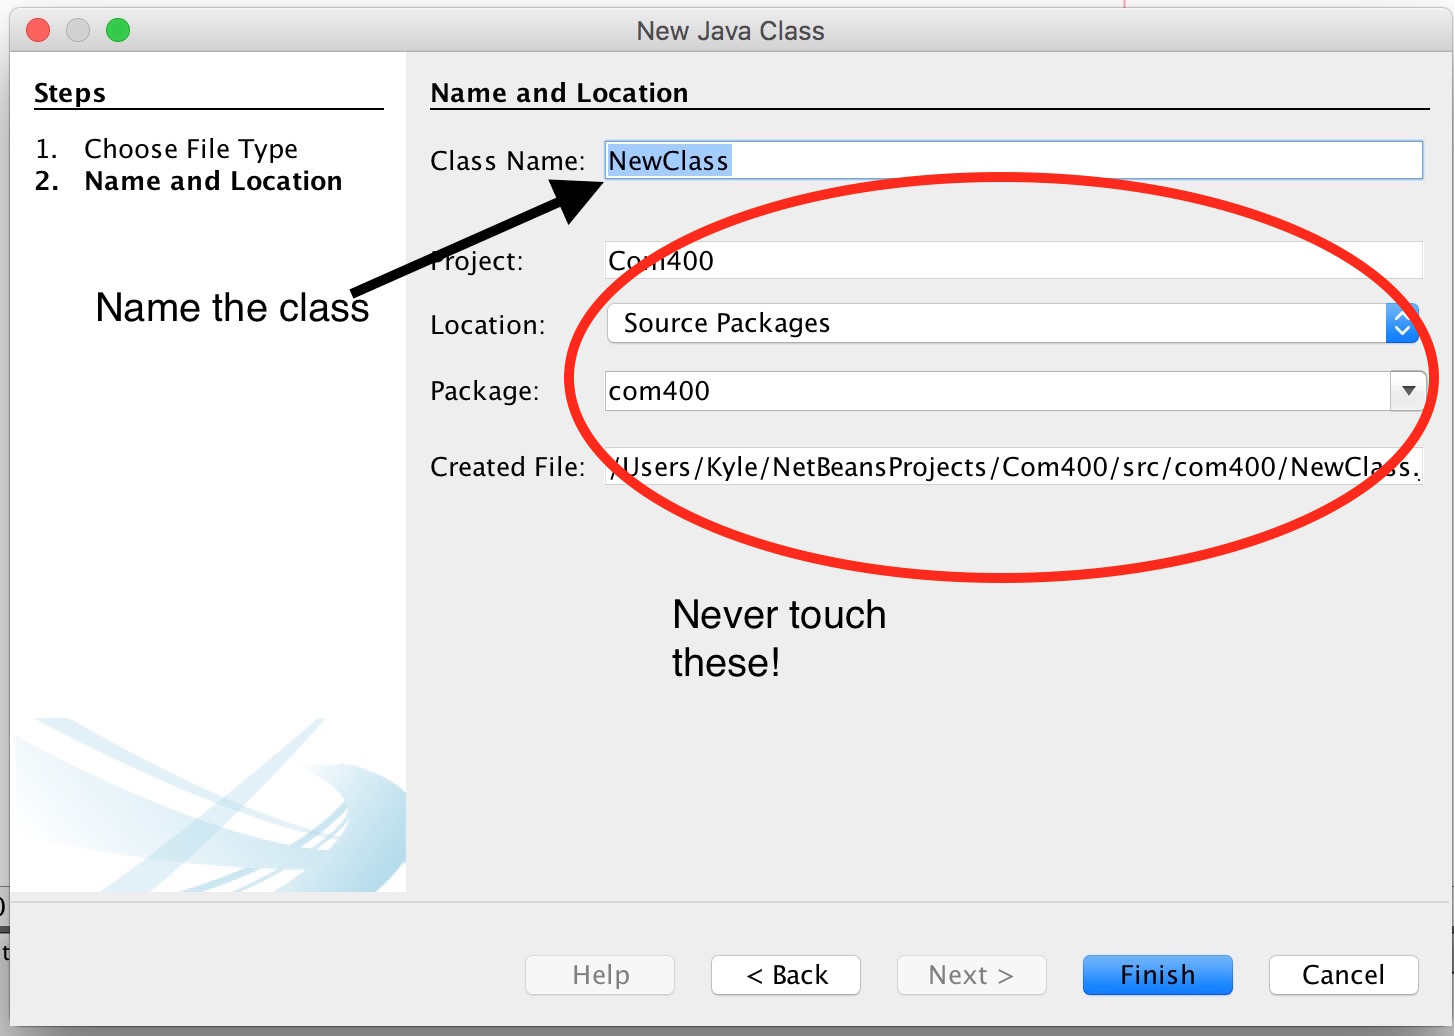 New Java Class
Steps
1. Choose File Type
2. Name and Location
Name and Location
Class Name: NewClass
Project: Com400
Name the class
Location: Source Packages
Package: com400
Created File: /Users/Kyle/NetBeansProjects/Com400/src/com400/NewClass.
Never touch
these!
Help
< Back
Next >
Finish
Cancel